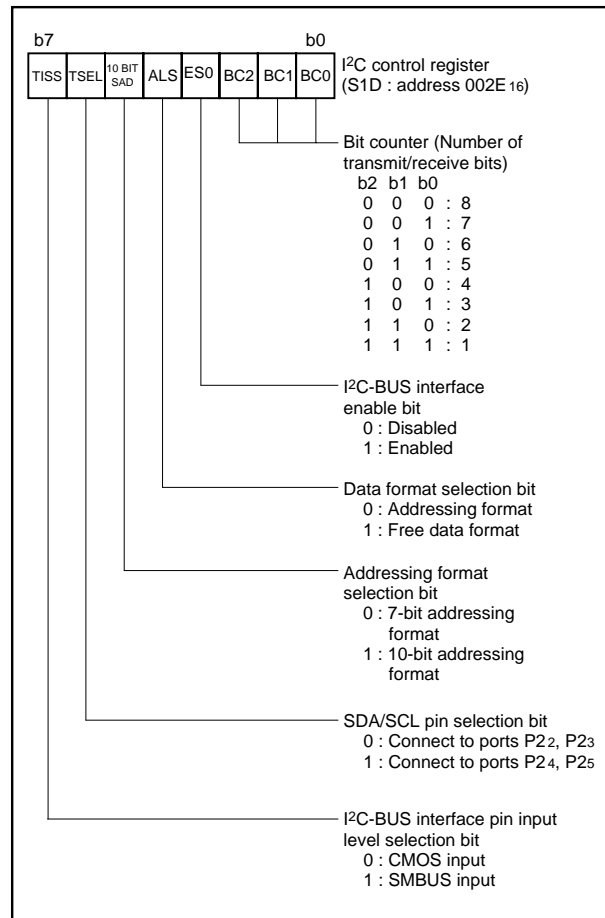 b7 b0
TISS TSEL 10 BIT SAD ALS ES0 BC2 BC1 BC0
I2C control register
(S1D : address 002E16)
Bit counter (Number of
transmit/receive bits)
b2 b1 b0
0 0 0 : 8
0 0 1 : 7
0 1 0 : 6
0 1 1 : 5
1 0 0 : 4
1 0 1 : 3
1 1 0 : 2
1 1 1 : 1
I2C-BUS interface
enable bit
0 : Disabled
1 : Enabled
Data format selection bit
0 : Addressing format
1 : Free data format
Addressing format
selection bit
0 : 7-bit addressing
format
1 : 10-bit addressing
format
SDA/SCL pin selection bit
0 : Connect to ports P22, P23
1 : Connect to ports P24, P25
I2C-BUS interface pin input
level selection bit
0 : CMOS input
1 : SMBUS input